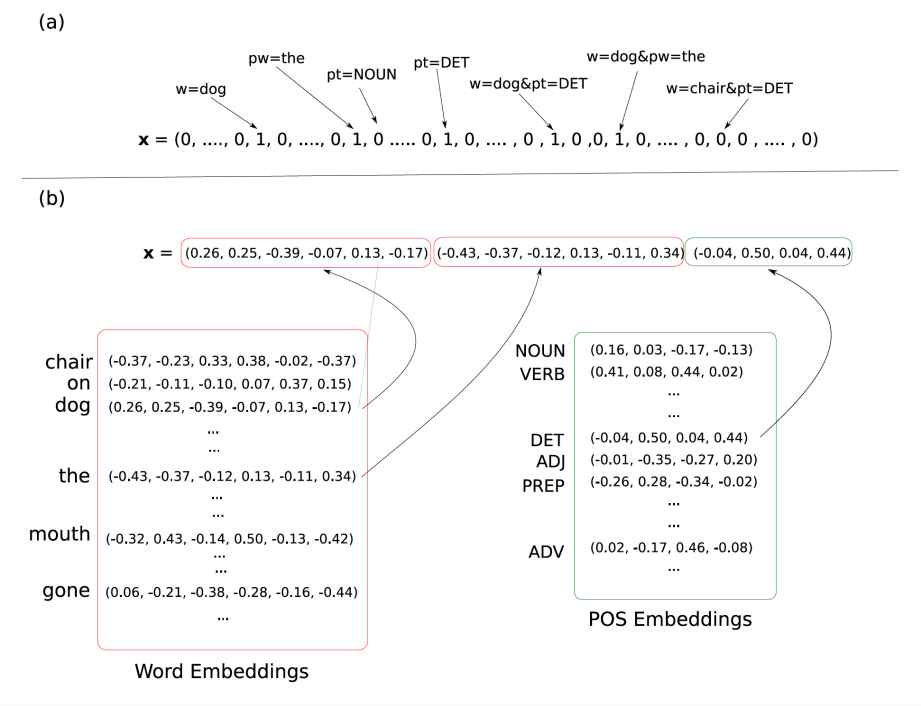 (a)
pw=the
w=dog&pw=the
pt=DET
pt=NOUN
w=dog
w=dog&pt=DET
w=chair&pt=DET
x = (0, ...., 0, 1, 0, ...., 0, 1, 0 ..... 0, 1, 0, .... , 0 , 1, 0 ,0, 1, 0, .... , 0, 0, 0 , .... , 0)
(b)
x = (0.26, 0.25, -0.39, -0.07, 0.13, -0.17) (-0.43, -0.37, -0.12, 0.13, -0.11, 0.34) (-0.04, 0.50, 0.04, 0.44)
chair (-0.37, -0.23, 0.33, 0.38, -0.02, -0.37)
on (-0.21, -0.11, -0.10, 0.07, 0.37, 0.15)
dog (0.26, 0.25, -0.39, -0.07, 0.13, -0.17)
...
...
the (-0.43, -0.37, -0.12, 0.13, -0.11, 0.34)
...
...
mouth (-0.32, 0.43, -0.14, 0.50, -0.13, -0.42)
...
...
gone (0.06, -0.21, -0.38, -0.28, -0.16, -0.44)
...
Word Embeddings
NOUN (0.16, 0.03, -0.17, -0.13)
VERB (0.41, 0.08, 0.44, 0.02)
...
...
DET (-0.04, 0.50, 0.04, 0.44)
ADJ (-0.01, -0.35, -0.27, 0.20)
PREP (-0.26, 0.28, -0.34, -0.02)
...
...
ADV (0.02, -0.17, 0.46, -0.08)
...
POS Embeddings